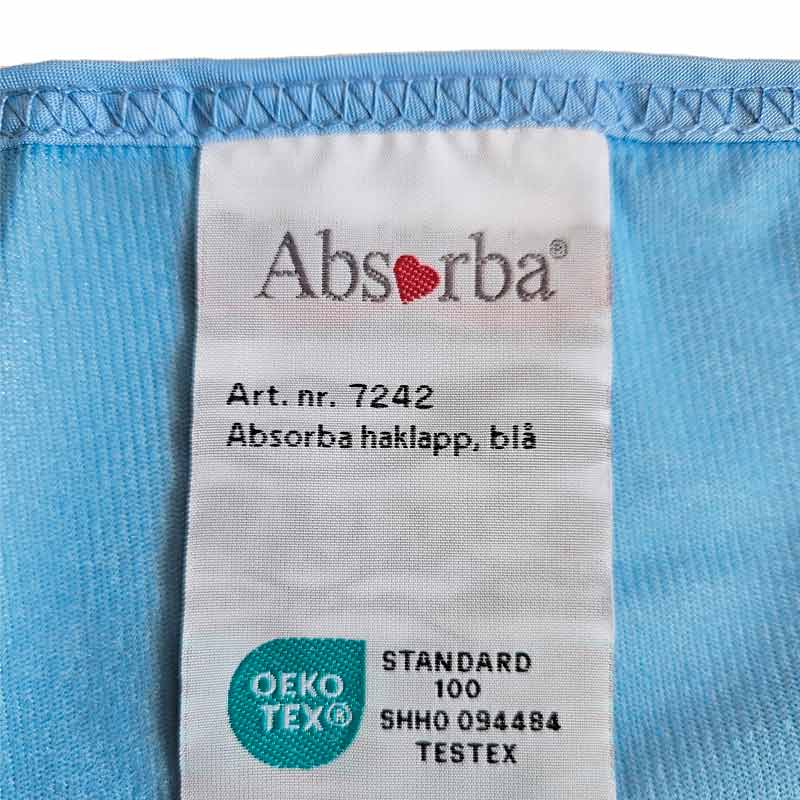 Absorba®
Art. nr. 7242
Absorba haklapp, blå
OEKO
TEX®
STANDARD
100
SHHO 094484
TESTEX